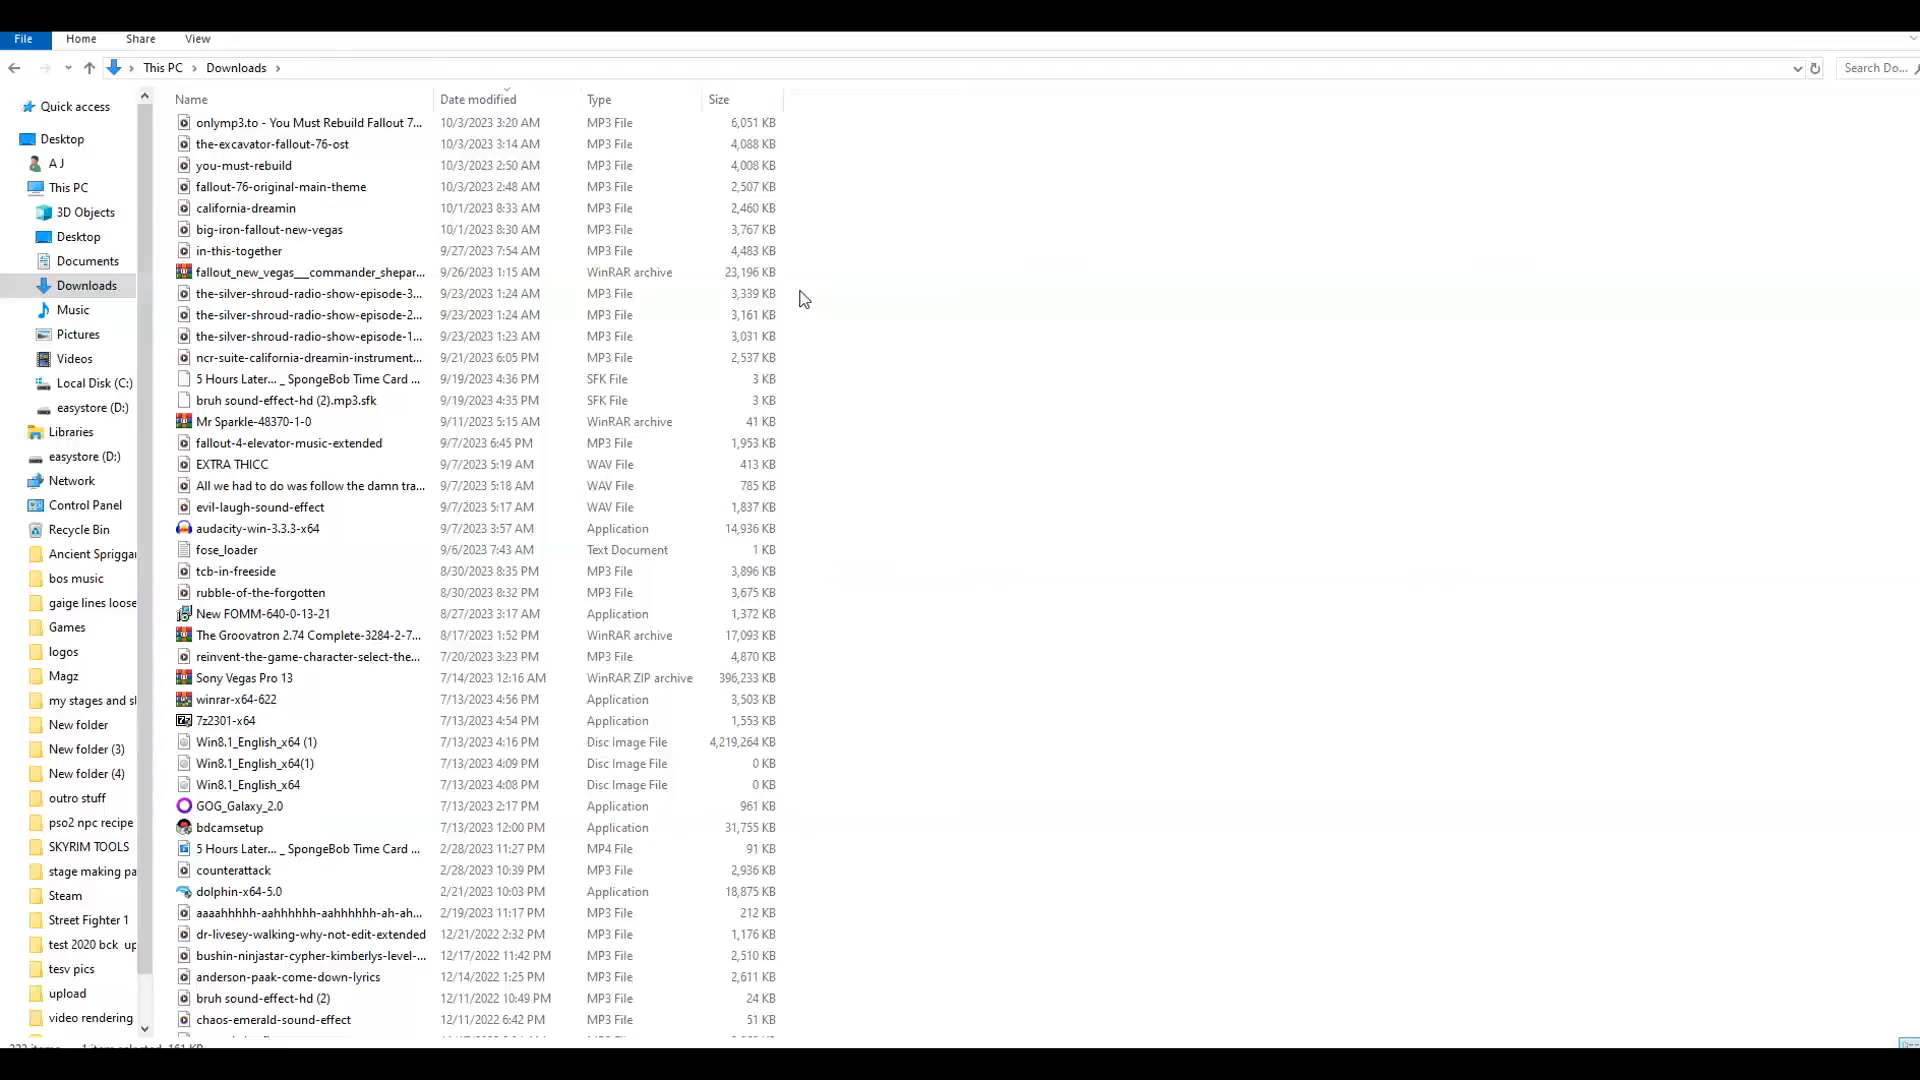 File Home Share View
This PC > Downloads >
Search Do...
Name Date modified Type Size
Quick access
Desktop
A J
This PC
3D Objects
Desktop
Documents
Downloads
Music
Pictures
Videos
Local Disk (C:)
easystore (D:)
Libraries
easystore (D:)
Network
Control Panel
Recycle Bin
Ancient Spriggar
bos music
gaige lines loose
Games
logos
Magz
my stages and sl
New folder
New folder (3)
New folder (4)
outro stuff
pso2 npc recipe
SKYRIM TOOLS
stage making pa
Steam
Street Fighter 1
test 2020 bck up
tesv pics
upload
video rendering
onlymp3.to - You Must Rebuild Fallout 7... 10/3/2023 3:20 AM MP3 File 6,051 KB
the-excavator-fallout-76-ost 10/3/2023 3:14 AM MP3 File 4,088 KB
you-must-rebuild 10/3/2023 2:50 AM MP3 File 4,008 KB
fallout-76-original-main-theme 10/3/2023 2:48 AM MP3 File 2,507 KB
california-dreamin 10/1/2023 8:33 AM MP3 File 2,460 KB
big-iron-fallout-new-vegas 10/1/2023 8:30 AM MP3 File 3,767 KB
in-this-together 9/27/2023 7:54 AM MP3 File 4,483 KB
fallout_new_vegas__commander_shepar... 9/26/2023 1:15 AM WinRAR archive 23,196 KB
the-silver-shroud-radio-show-episode-3... 9/23/2023 1:24 AM MP3 File 3,339 KB
the-silver-shroud-radio-show-episode-2... 9/23/2023 1:24 AM MP3 File 3,161 KB
the-silver-shroud-radio-show-episode-1... 9/23/2023 1:23 AM MP3 File 3,031 KB
ncr-suite-california-dreamin-instrument... 9/21/2023 6:05 PM MP3 File 2,537 KB
5 Hours Later... _ SpongeBob Time Card ... 9/19/2023 4:36 PM SFK File 3 KB
bruh sound-effect-hd (2).mp3.sfk 9/19/2023 4:35 PM SFK File 3 KB
Mr Sparkle-48370-1-0 9/11/2023 5:15 AM WinRAR archive 41 KB
fallout-4-elevator-music-extended 9/7/2023 6:45 PM MP3 File 1,953 KB
EXTRA THICC 9/7/2023 5:19 AM WAV File 413 KB
All we had to do was follow the damn tra... 9/7/2023 5:18 AM WAV File 785 KB
evil-laugh-sound-effect 9/7/2023 5:17 AM WAV File 1,837 KB
audacity-win-3.3.3-x64 9/7/2023 3:57 AM Application 14,936 KB
fose_loader 9/6/2023 7:43 AM Text Document 1 KB
tcb-in-freeside 8/30/2023 8:35 PM MP3 File 3,896 KB
rubble-of-the-forgotten 8/30/2023 8:32 PM MP3 File 3,675 KB
New FOMM-640-0-13-21 8/27/2023 3:17 AM Application 1,372 KB
The Groovatron 2.74 Complete-3284-2-7... 8/17/2023 1:52 PM WinRAR archive 17,093 KB
reinvent-the-game-character-select-the... 7/20/2023 3:23 PM MP3 File 4,870 KB
Sony Vegas Pro 13 7/14/2023 12:16 AM WinRAR ZIP archive 396,233 KB
winrar-x64-622 7/13/2023 4:56 PM Application 3,503 KB
7z2301-x64 7/13/2023 4:54 PM Application 1,553 KB
Win8.1_English_x64 (1) 7/13/2023 4:16 PM Disc Image File 4,219,264 KB
Win8.1_English_x64(1) 7/13/2023 4:09 PM Disc Image File 0 KB
Win8.1_English_x64 7/13/2023 4:08 PM Disc Image File 0 KB
GOG_Galaxy_2.0 7/13/2023 2:17 PM Application 961 KB
bdcamsetup 7/13/2023 12:00 PM Application 31,755 KB
5 Hours Later... _ SpongeBob Time Card ... 2/28/2023 11:27 PM MP4 File 91 KB
counterattack 2/28/2023 10:39 PM MP3 File 2,936 KB
dolphin-x64-5.0 2/21/2023 10:03 PM Application 18,875 KB
aaaahhhhh-aahhhhhh-aahhhhhh-ah-ah... 2/19/2023 11:17 PM MP3 File 212 KB
dr-livesey-walking-why-not-edit-extended 12/21/2022 2:32 PM MP3 File 1,176 KB
bushin-ninjastar-cypher-kimberlys-level-... 12/17/2022 11:42 PM MP3 File 2,510 KB
anderson-paak-come-down-lyrics 12/14/2022 1:25 PM MP3 File 2,611 KB
bruh sound-effect-hd (2) 12/11/2022 10:49 PM MP3 File 24 KB
chaos-emerald-sound-effect 12/11/2022 6:42 PM MP3 File 51 KB